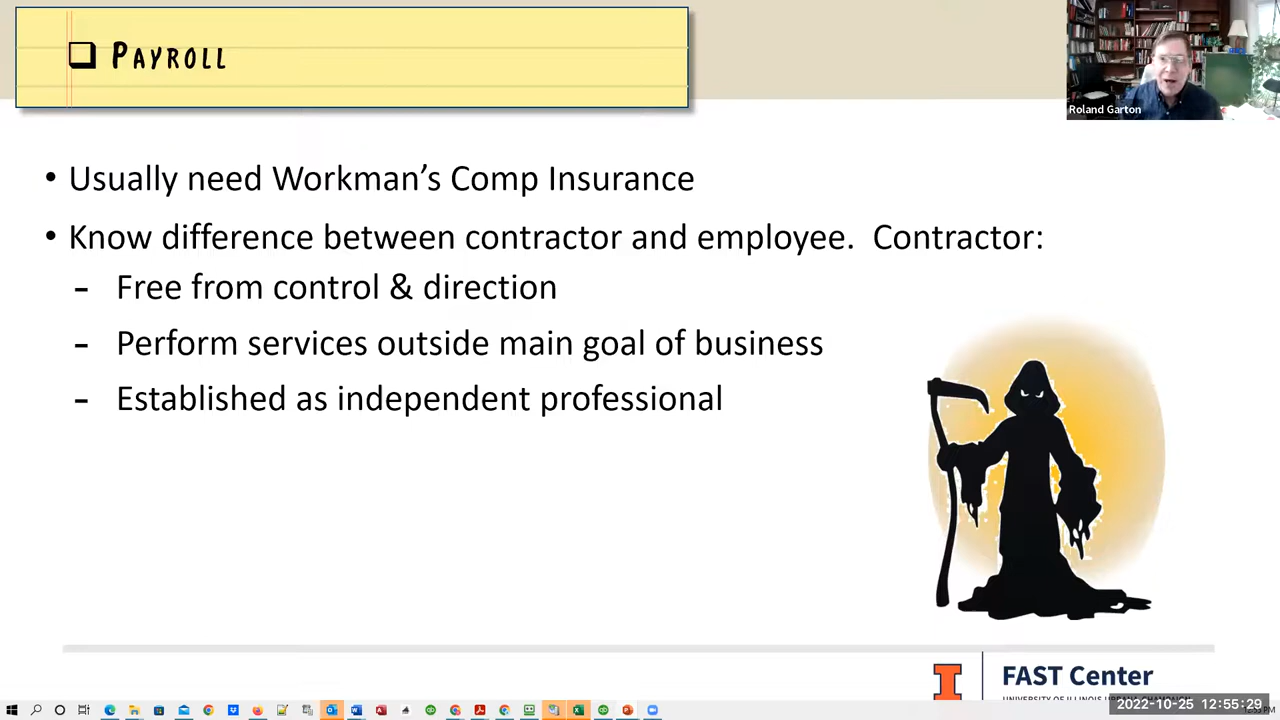 ❑ PAYROLL
Roland Garton
• Usually need Workman’s Comp Insurance
• Know difference between contractor and employee.  Contractor:
- Free from control & direction
- Perform services outside main goal of business
- Established as independent professional
I
FAST Center
2022-10-25 12:55:29